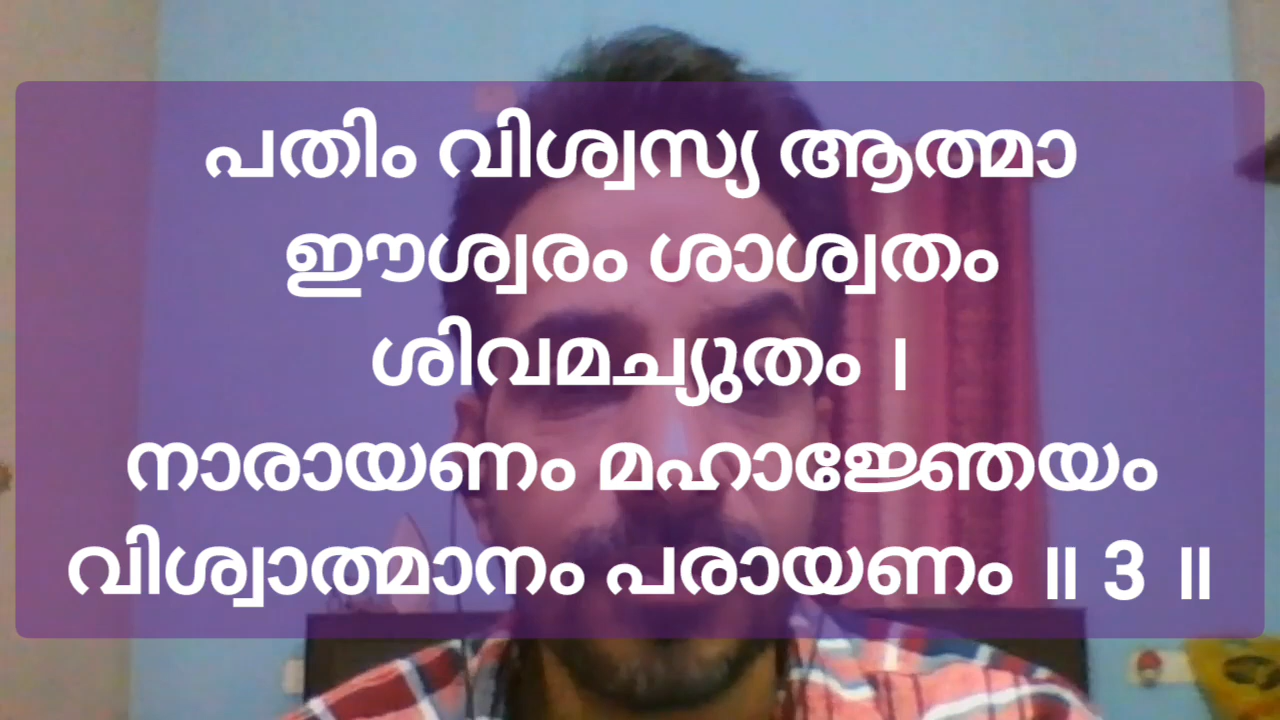 പതിം വിശ്വസ്യ ആത്മാ
ഈശ്വരം ശാശ്വതം
ശിവമച്യുതം ।
നാരായണം മഹാജ്ഞേയം
വിശ്വാത്മാനം പരായണം ॥ 3 ॥